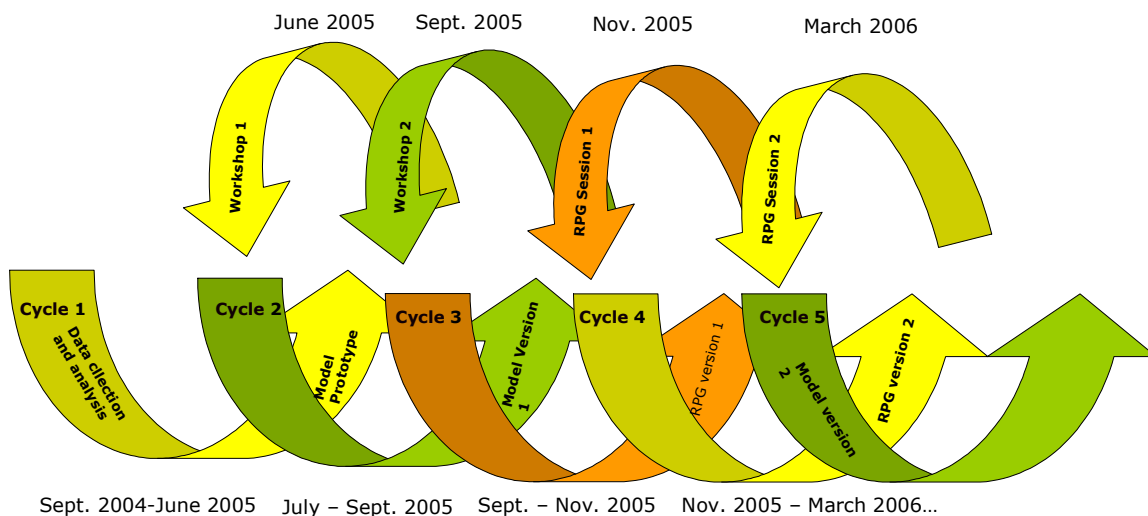 June 2005
Sept. 2005
Nov. 2005
March 2006
Workshop 1
Workshop 2
RPG Session 1
RPG Session 2
Cycle 1
Data cllection
and analysis
Model
Prototype
Cycle 2
Model Version
1
Cycle 3
RPG version 1
Cycle 4
RPG version 2
Cycle 5
Model version
2
Sept. 2004-June 2005
July – Sept. 2005
Sept. – Nov. 2005
Nov. 2005 – March 2006…